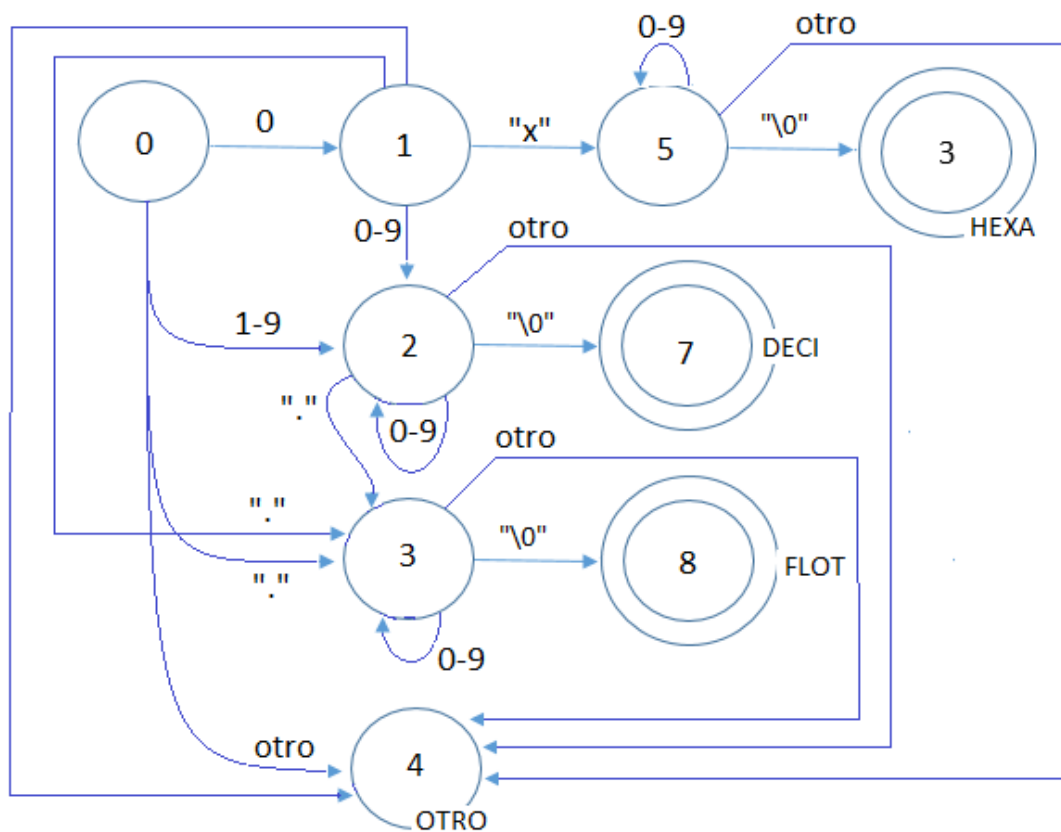 0-9
otro
0
0
1
"x"
5
"\0"
3
HEXA
0-9
otro
1-9
2
"\0"
7
DECI
"."
0-9
otro
"."
3
"\0"
8
FLOT
"."
0-9
otro
4
OTRO